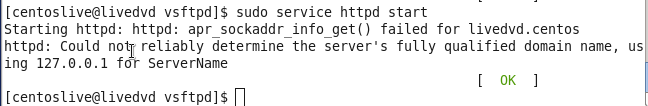 [centoslive@livedvd vsftpd]$ sudo service httpd start
Starting httpd: httpd: apr_sockaddr_info_get() failed for livedvd.centos
httpd: Could not reliably determine the server's fully qualified domain name, us
ing 127.0.0.1 for ServerName
[  OK  ]
[centoslive@livedvd vsftpd]$